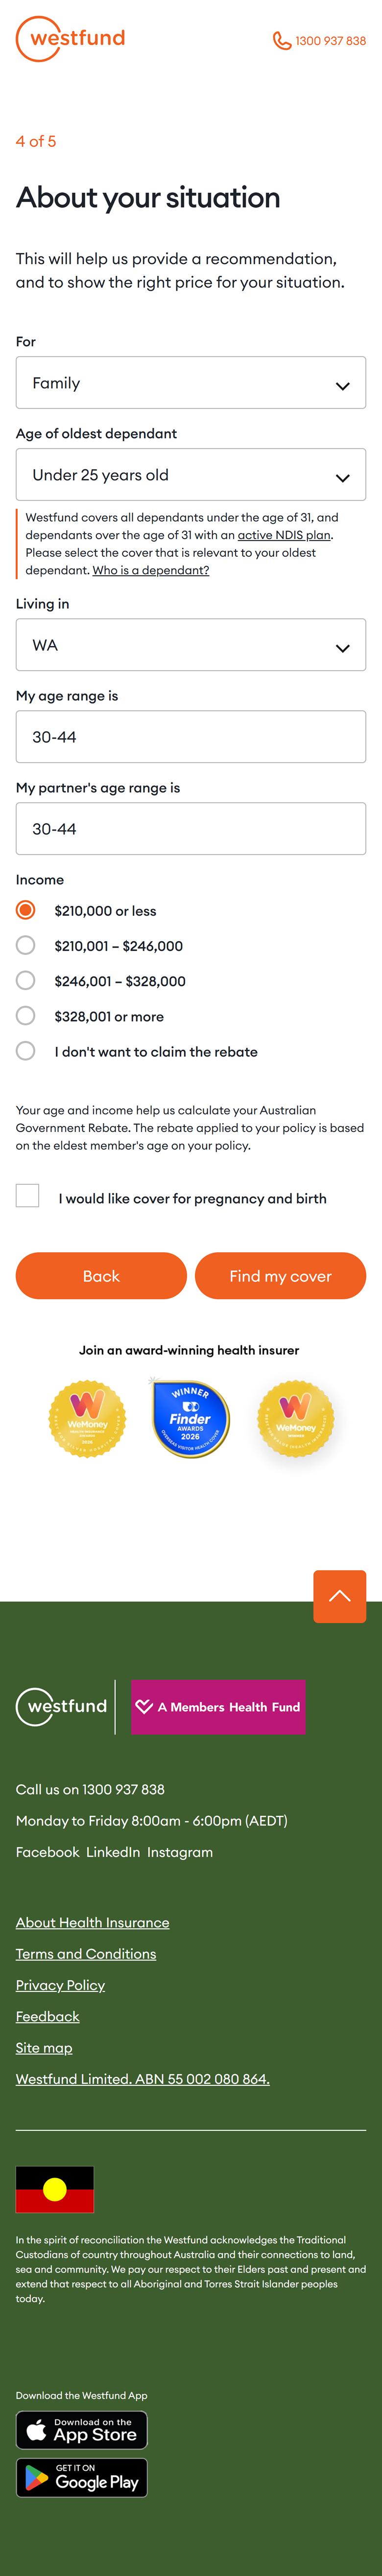 westfund
1300 937 838
4 of 5
About your situation
This will help us provide a recommendation,
and to show the right price for your situation.
For
Family
Age of oldest dependant
Under 25 years old
Westfund covers all dependants under the age of 31, and
dependants over the age of 31 with an active NDIS plan.
Please select the cover that is relevant to your oldest
dependant. Who is a dependant?
Living in
WA
My age range is
30-44
My partner's age range is
30-44
Income
$210,000 or less
$210,001 – $246,000
$246,001 – $328,000
$328,001 or more
I don't want to claim the rebate
Your age and income help us calculate your Australian
Government Rebate. The rebate applied to your policy is based
on the eldest member's age on your policy.
I would like cover for pregnancy and birth
Back
Find my cover
Join an award-winning health insurer
WeMoney
WINNER
Finder
AWARDS
2026
OVERSEAS VISITOR HEALTH COVER
WeMoney
westfund
A Members Health Fund
Call us on 1300 937 838
Monday to Friday 8:00am - 6:00pm (AEDT)
Facebook LinkedIn Instagram
About Health Insurance
Terms and Conditions
Privacy Policy
Feedback
Site map
Westfund Limited. ABN 55 002 080 864.
In the spirit of reconciliation the Westfund acknowledges the Traditional
Custodians of country throughout Australia and their connections to land,
sea and community. We pay our respect to their Elders past and present and
extend that respect to all Aboriginal and Torres Strait Islander peoples
today.
Download the Westfund App
Download on the
App Store
GET IT ON
Google Play